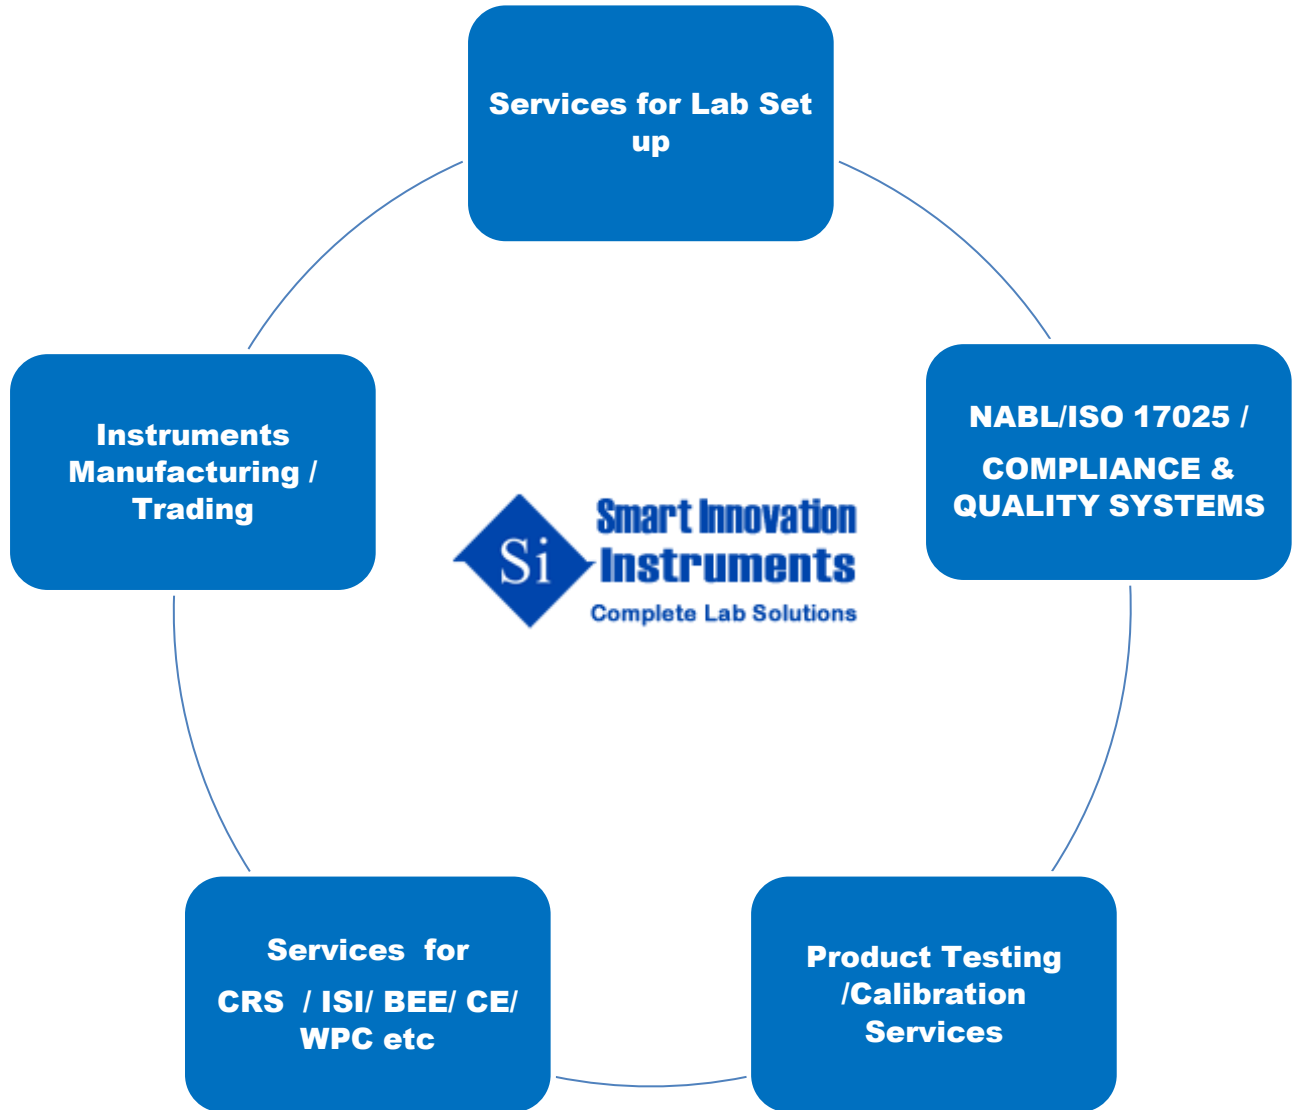 Services for Lab Set
up
Instruments
Manufacturing /
Trading
NABL/ISO 17025 /
COMPLIANCE &
QUALITY SYSTEMS
Si
Smart Innovation
Instruments
Complete Lab Solutions
Services for
CRS / ISI/ BEE/ CE/
WPC etc
Product Testing
/Calibration
Services